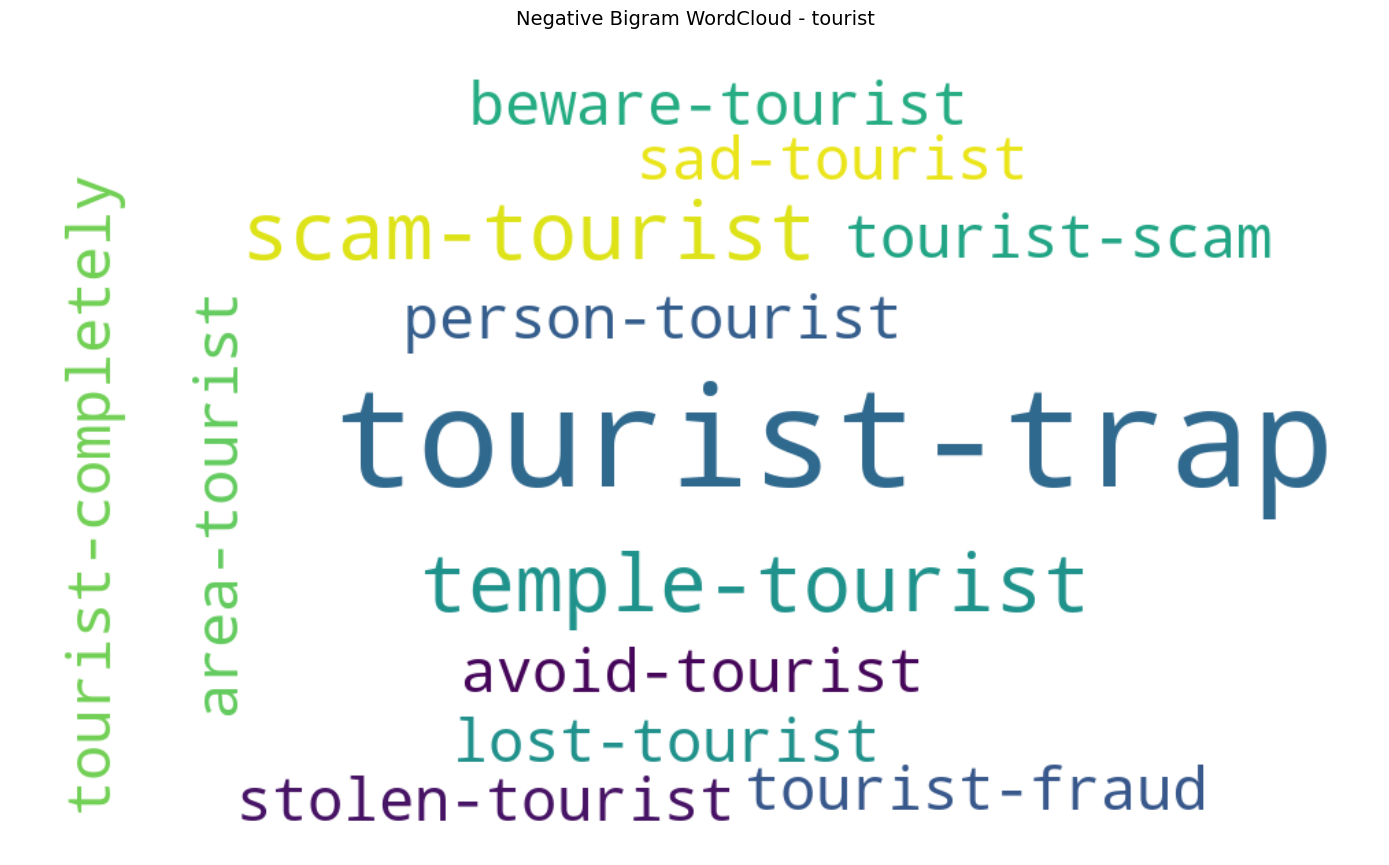 Negative Bigram WordCloud - tourist
beware-tourist
sad-tourist
scam-tourist
tourist-scam
person-tourist
tourist-trap
temple-tourist
avoid-tourist
lost-tourist
stolen-tourist
tourist-fraud
tourist-completely
area-tourist